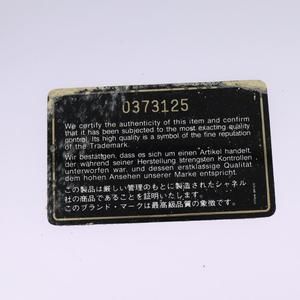 0373125
We certify the authenticity of this item and confirm
that it has been subjected to the most exacting quality
control. Its high quality is a symbol of the fine reputation
of the Trademark.
Wir bestätigen, dass es sich um einen Artikel handelt,
der während seiner Herstellung strengsten Kontrollen
unterworfen war, und dessen erstklassige Qualität
dem hohen Ansehen unserer Marke entspricht.
この製品は厳しい管理のもとに製造されたシャネル
社の商品であることを証明いたします。
このブランド・マークは最高級品質の象徴です。